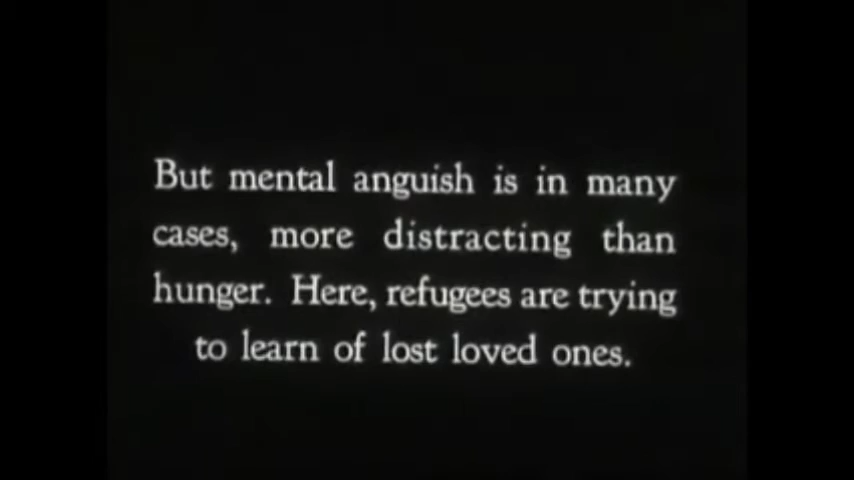 But mental anguish is in many
cases, more distracting than
hunger. Here, refugees are trying
to learn of lost loved ones.